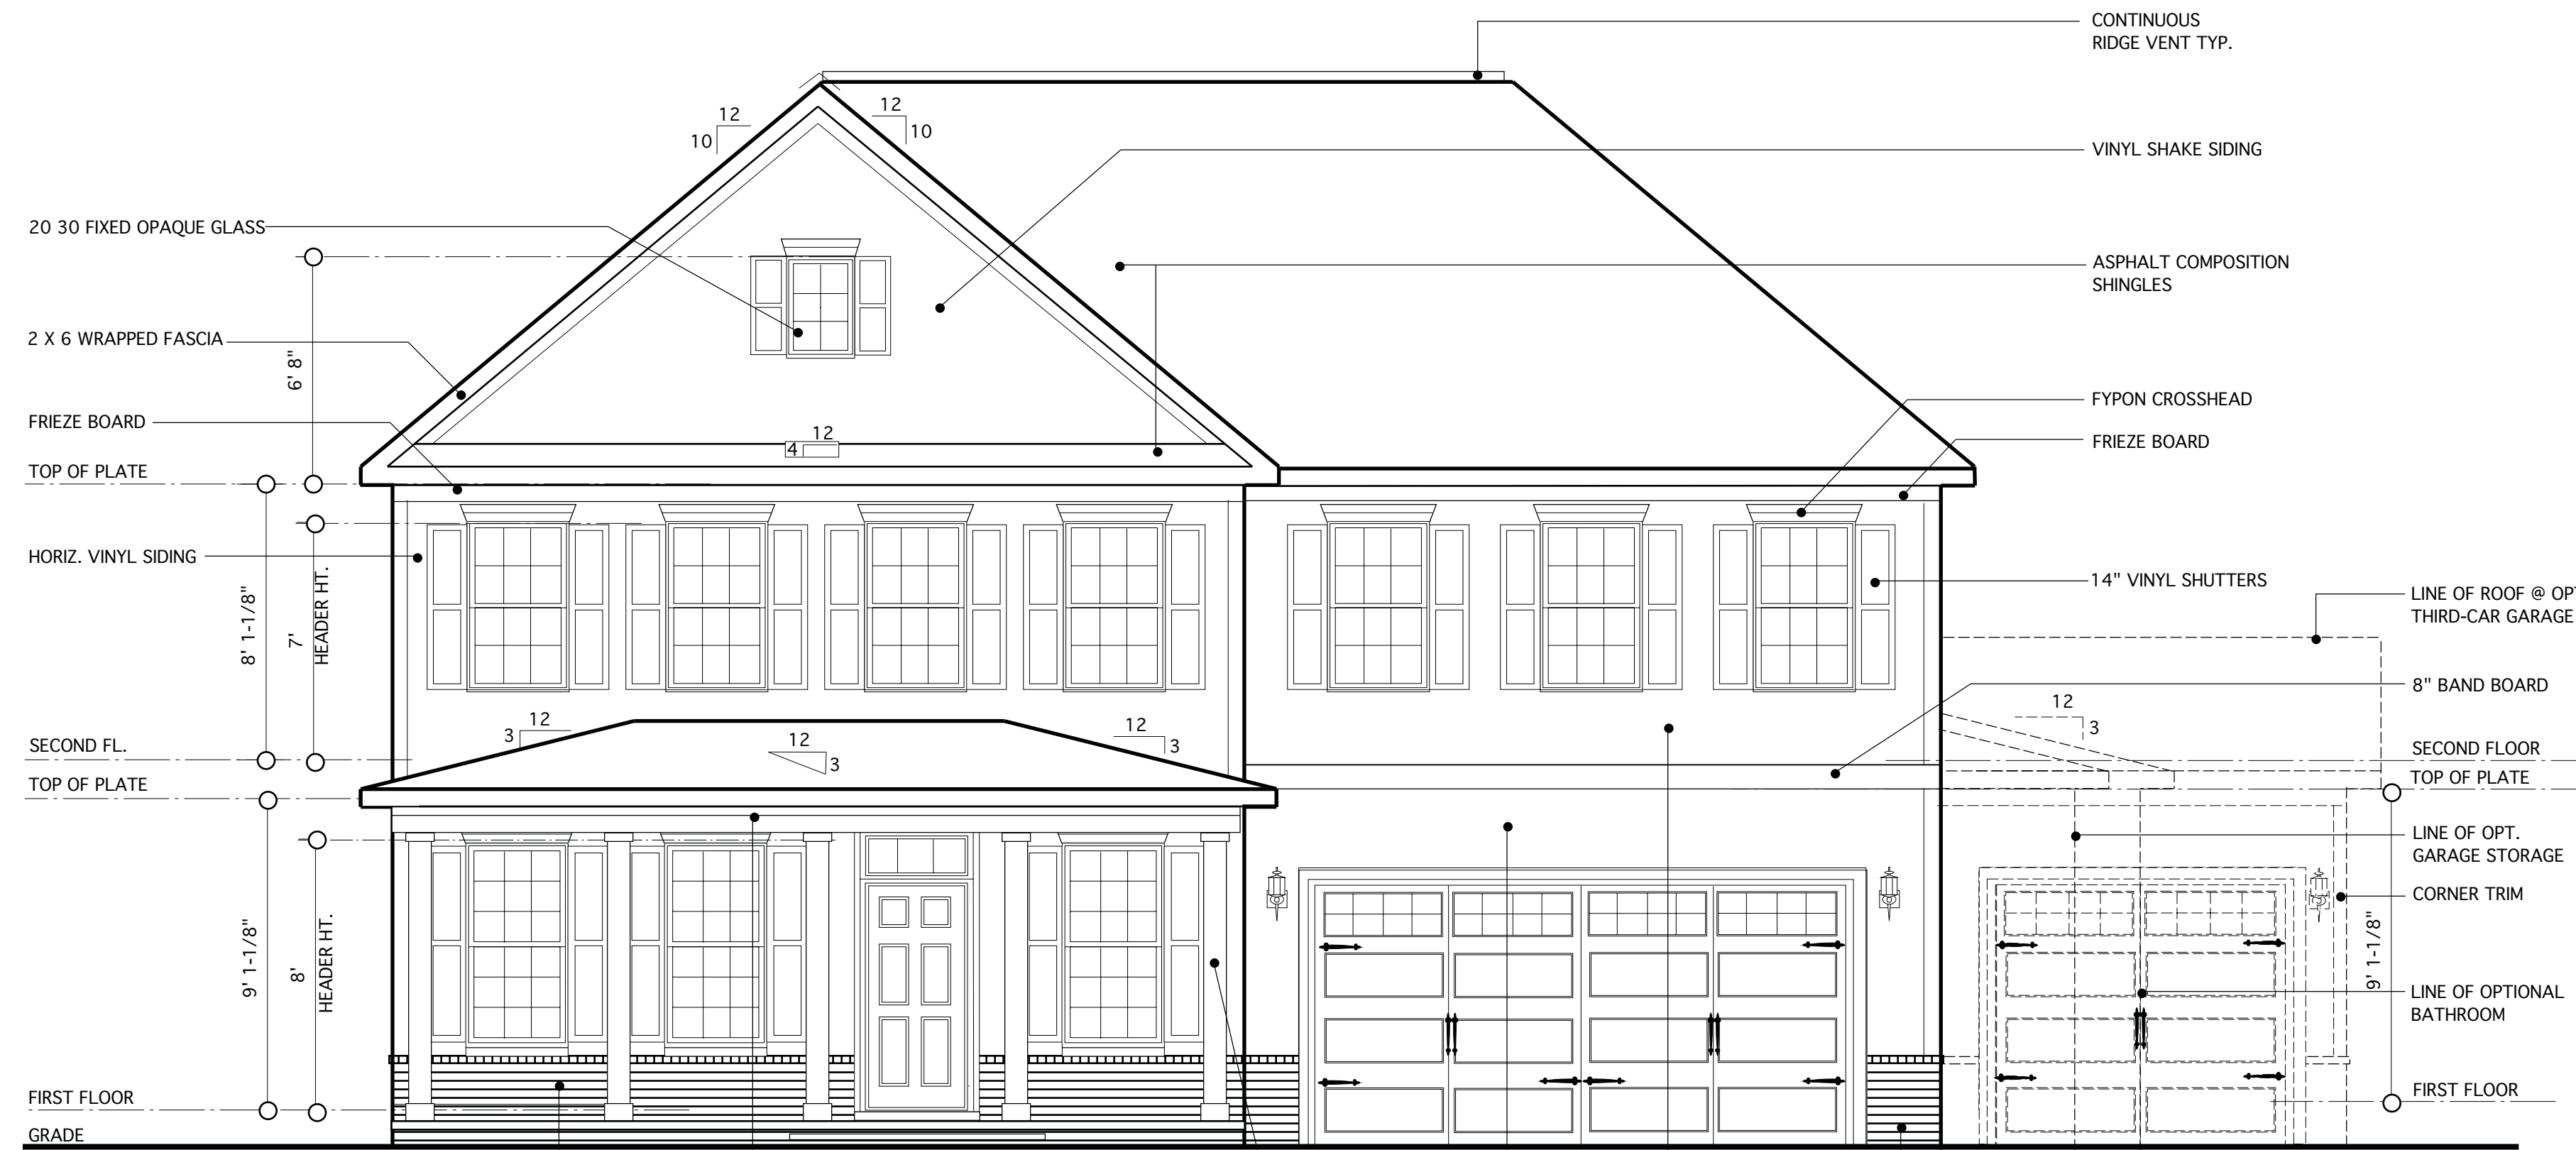 CONTINUOUS
RIDGE VENT TYP.
12
10
12
10
VINYL SHAKE SIDING
20 30 FIXED OPAQUE GLASS
ASPHALT COMPOSITION
SHINGLES
2 X 6 WRAPPED FASCIA
6' 8"
FYPON CROSSHEAD
FRIEZE BOARD
12
4
FRIEZE BOARD
TOP OF PLATE
HORIZ. VINYL SIDING
8' 1-1/8"
7'
HEADER HT.
14" VINYL SHUTTERS
LINE OF ROOF @ OP
THIRD-CAR GARAGE
8" BAND BOARD
12
3
12
3
12
3
12
3
SECOND FL.
SECOND FLOOR
TOP OF PLATE
TOP OF PLATE
LINE OF OPT.
GARAGE STORAGE
CORNER TRIM
9' 1-1/8"
8'
HEADER HT.
9' 1-1/8"
LINE OF OPTIONAL
BATHROOM
FIRST FLOOR
FIRST FLOOR
GRADE